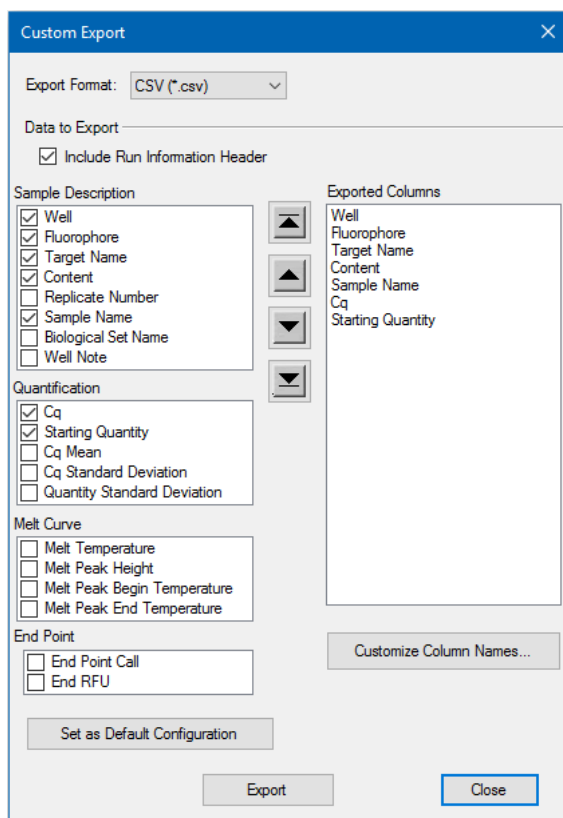 Custom Export
Export Format: CSV (*.csv)
Data to Export
Include Run Information Header
Sample Description
Well
Fluorophore
Target Name
Content
Replicate Number
Sample Name
Biological Set Name
Well Note
Quantification
Cq
Starting Quantity
Cq Mean
Cq Standard Deviation
Quantity Standard Deviation
Melt Curve
Melt Temperature
Melt Peak Height
Melt Peak Begin Temperature
Melt Peak End Temperature
End Point
End Point Call
End RFU
Set as Default Configuration
Exported Columns
Well
Fluorophore
Target Name
Content
Sample Name
Cq
Starting Quantity
Customize Column Names...
Export
Close